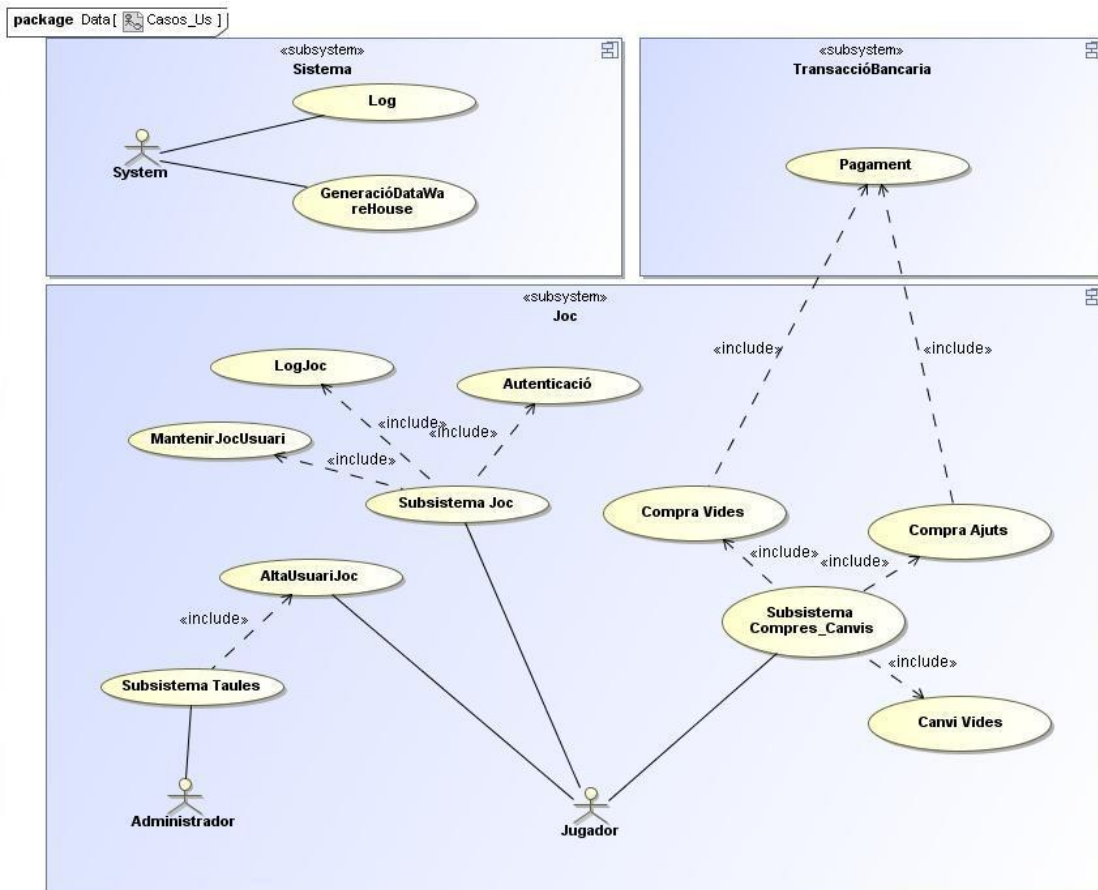 package Data [ Casos_Us ]
«subsystem»
Sistema
Log
System
GeneracióDataWa
reHouse
«subsystem»
TransaccióBancaria
Pagament
«subsystem»
Joc
«include»
«include»
LogJoc
Autenticació
«include»
«include»
MantenirJocUsuari
«include»
Subsistema Joc
Compra Vides
Compra Ajuts
«include»
«include»
AltaUsuariJoc
«include»
Subsistema
Compres_Canvis
«include»
Subsistema Taules
Canvi Vides
Administrador
Jugador